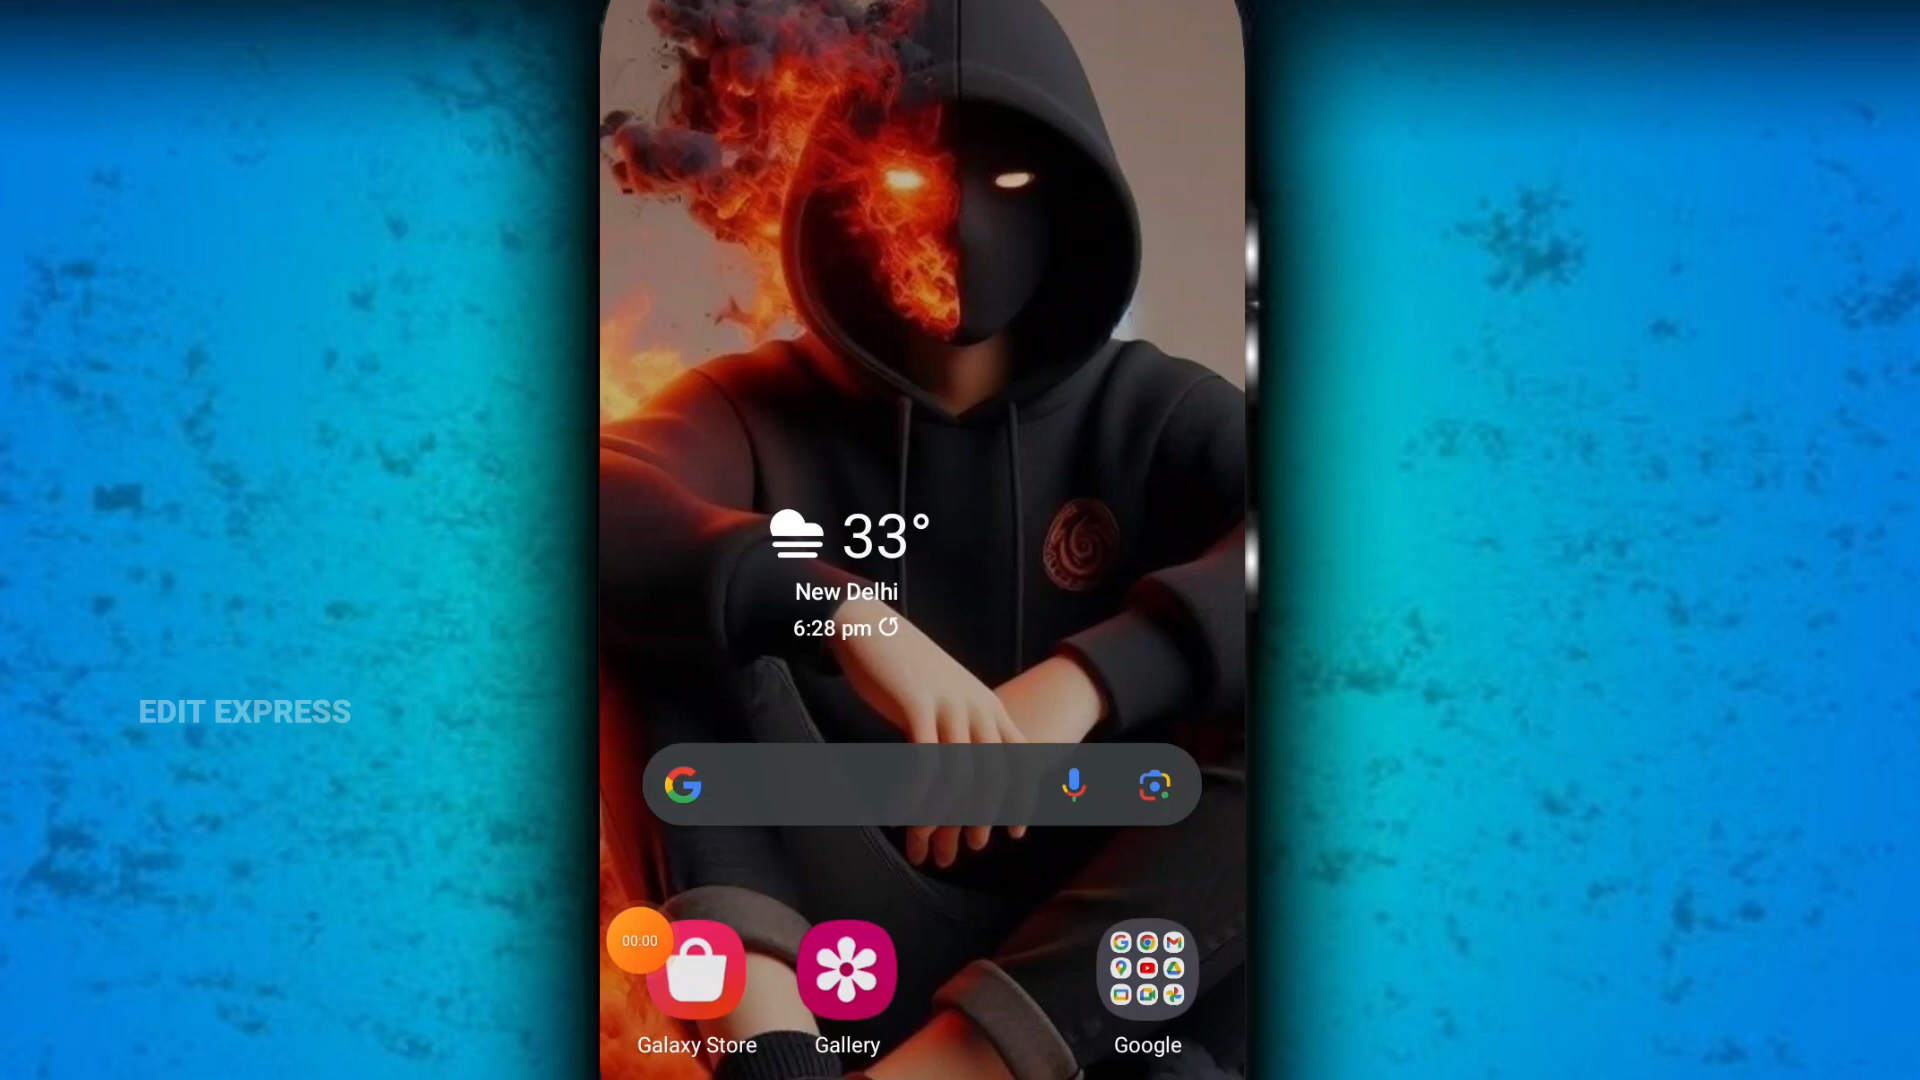 33°
New Delhi
6:28 pm
EDIT EXPRESS
00:00
Galaxy Store
Gallery
Google